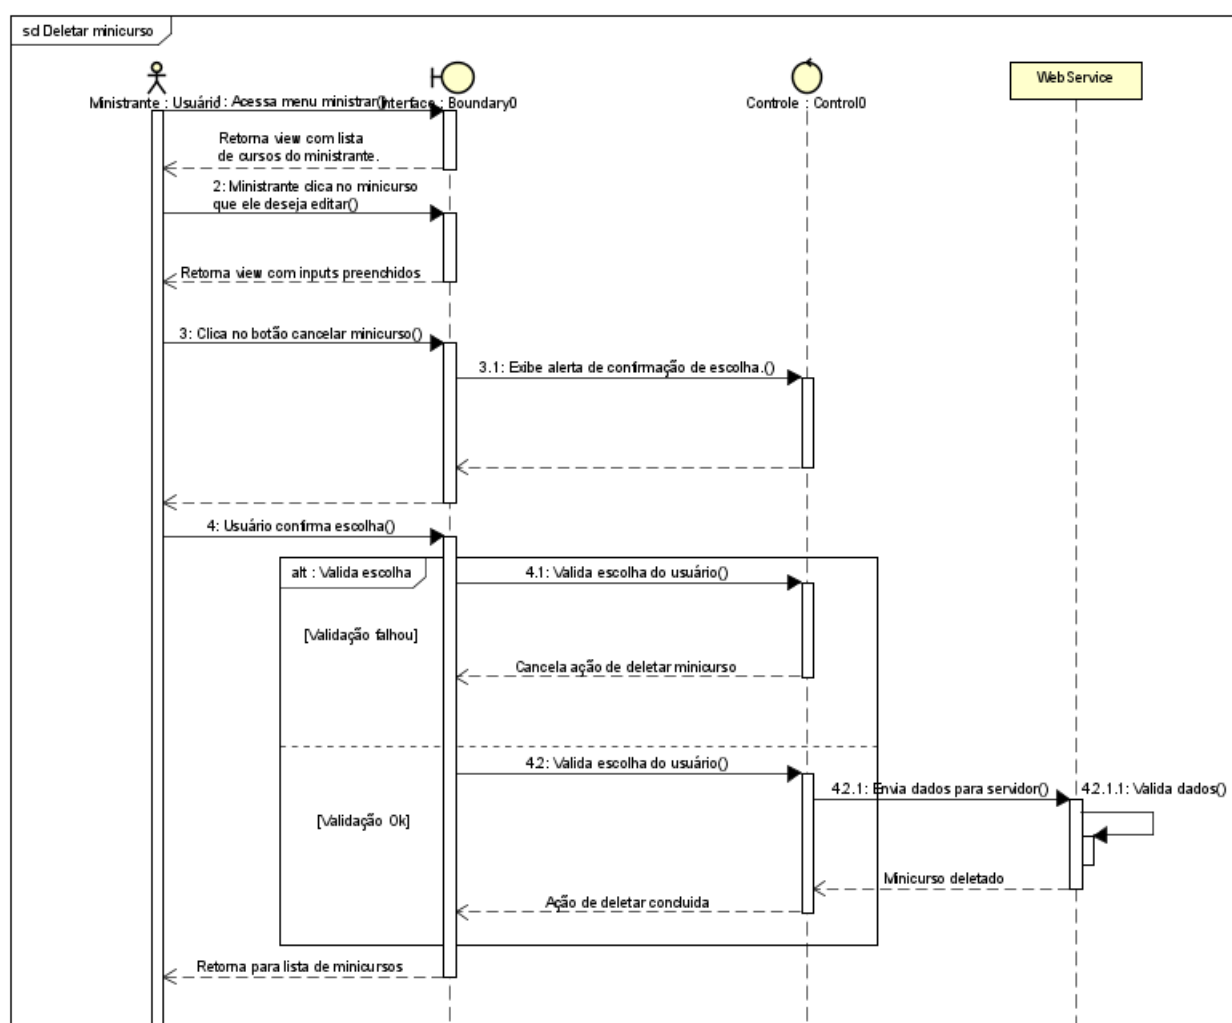 sd Deletar minicurso
Ministrante : Usuário
1: Acessa menu ministrar()
Interface : Boundary0
Controle : Control0
Web Service
Retorna view com lista
de cursos do ministrante.
2: Ministrante clica no minicurso
que ele deseja editar()
Retorna view com inputs preenchidos
3: Clica no botão cancelar minicurso()
3.1: Exibe alerta de confirmação de escolha.()
4: Usuário confirma escolha()
alt : Valida escolha
4.1: Valida escolha do usuário()
[Validação falhou]
Cancela ação de deletar minicurso
4.2: Valida escolha do usuário()
4.2.1: Envia dados para servidor()
4.2.1.1: Valida dados()
[Validação Ok]
Minicurso deletado
Ação de deletar concluida
Retorna para lista de minicursos